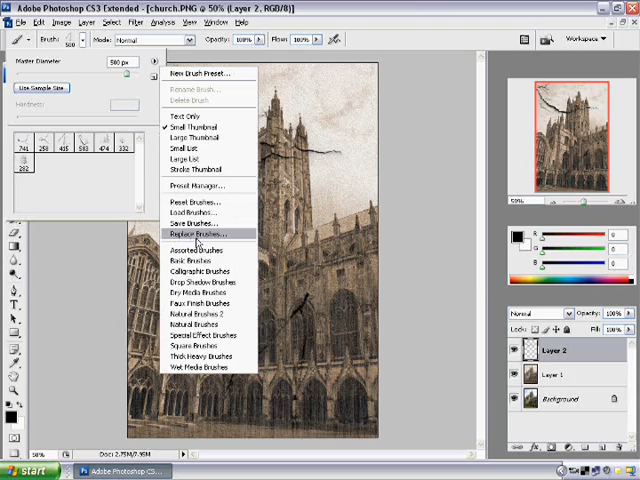 Adobe Photoshop CS3 Extended - [church.PNG @ 50% (Layer 2, RGB/8)]
File Edit Image Layer Select Filter Analysis View Window Help
Brush: 500 Mode: Normal Opacity: 100% Flow: 100% Workspace
Master Diameter 500 px
Use Sample Size
Hardness:
741 258 415 583 474 332
282
New Brush Preset...
Rename Brush...
Delete Brush
Text Only
Small Thumbnail
Large Thumbnail
Small List
Large List
Stroke Thumbnail
Preset Manager...
Reset Brushes...
Load Brushes...
Save Brushes...
Replace Brushes...
Assorted Brushes
Basic Brushes
Calligraphic Brushes
Drop Shadow Brushes
Dry Media Brushes
Faux Finish Brushes
Natural Brushes 2
Natural Brushes
Special Effect Brushes
Square Brushes
Thick Heavy Brushes
Wet Media Brushes
50%
R 0
G 0
B 0
Normal Opacity: 100%
Lock: Fill: 100%
Layer 2
Layer 1
Background
50% Doc: 2.75M/7.95M
start Adobe Photoshop CS...